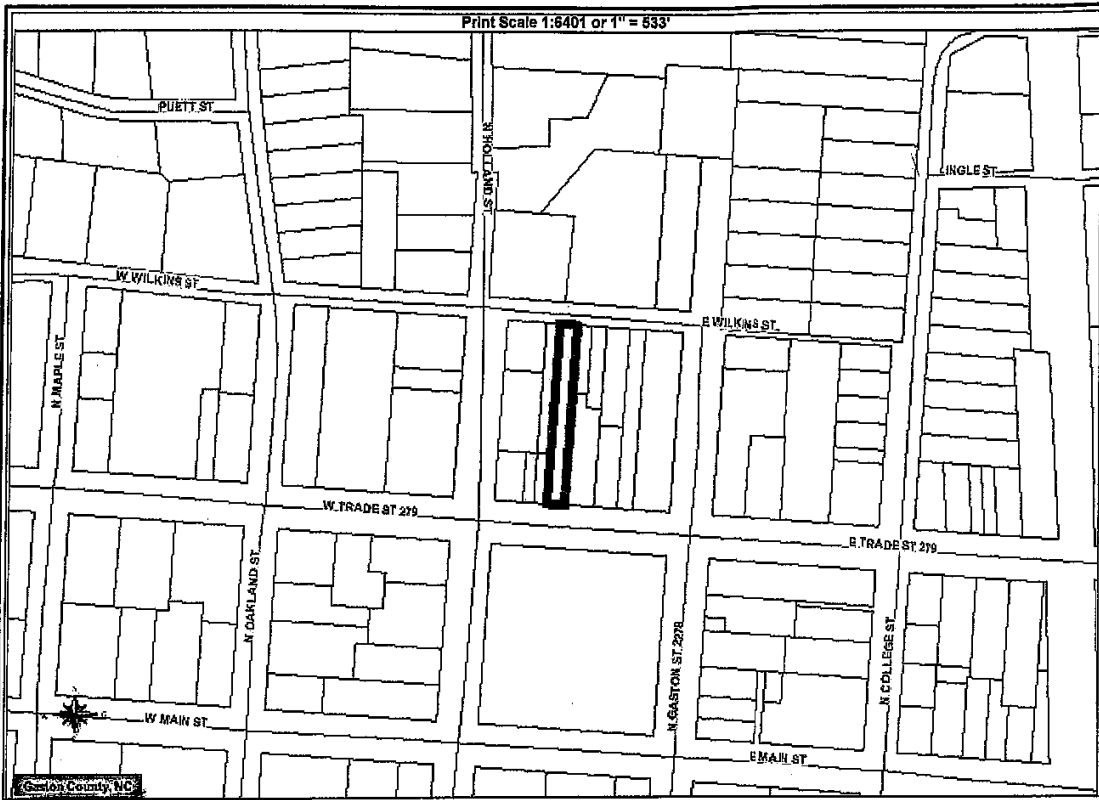 Print Scale 1:6401 or 1" = 533'
PUETT ST
N. HOLLAND ST
LINGLE ST
W WILKINS ST
E WILKINS ST
N MAPLE ST
W TRADE ST 279
E TRADE ST 279
N OAKLAND ST
N GASTON ST 2278
N COLLEGE ST
W MAIN ST
E MAIN ST
Gaston County, NC